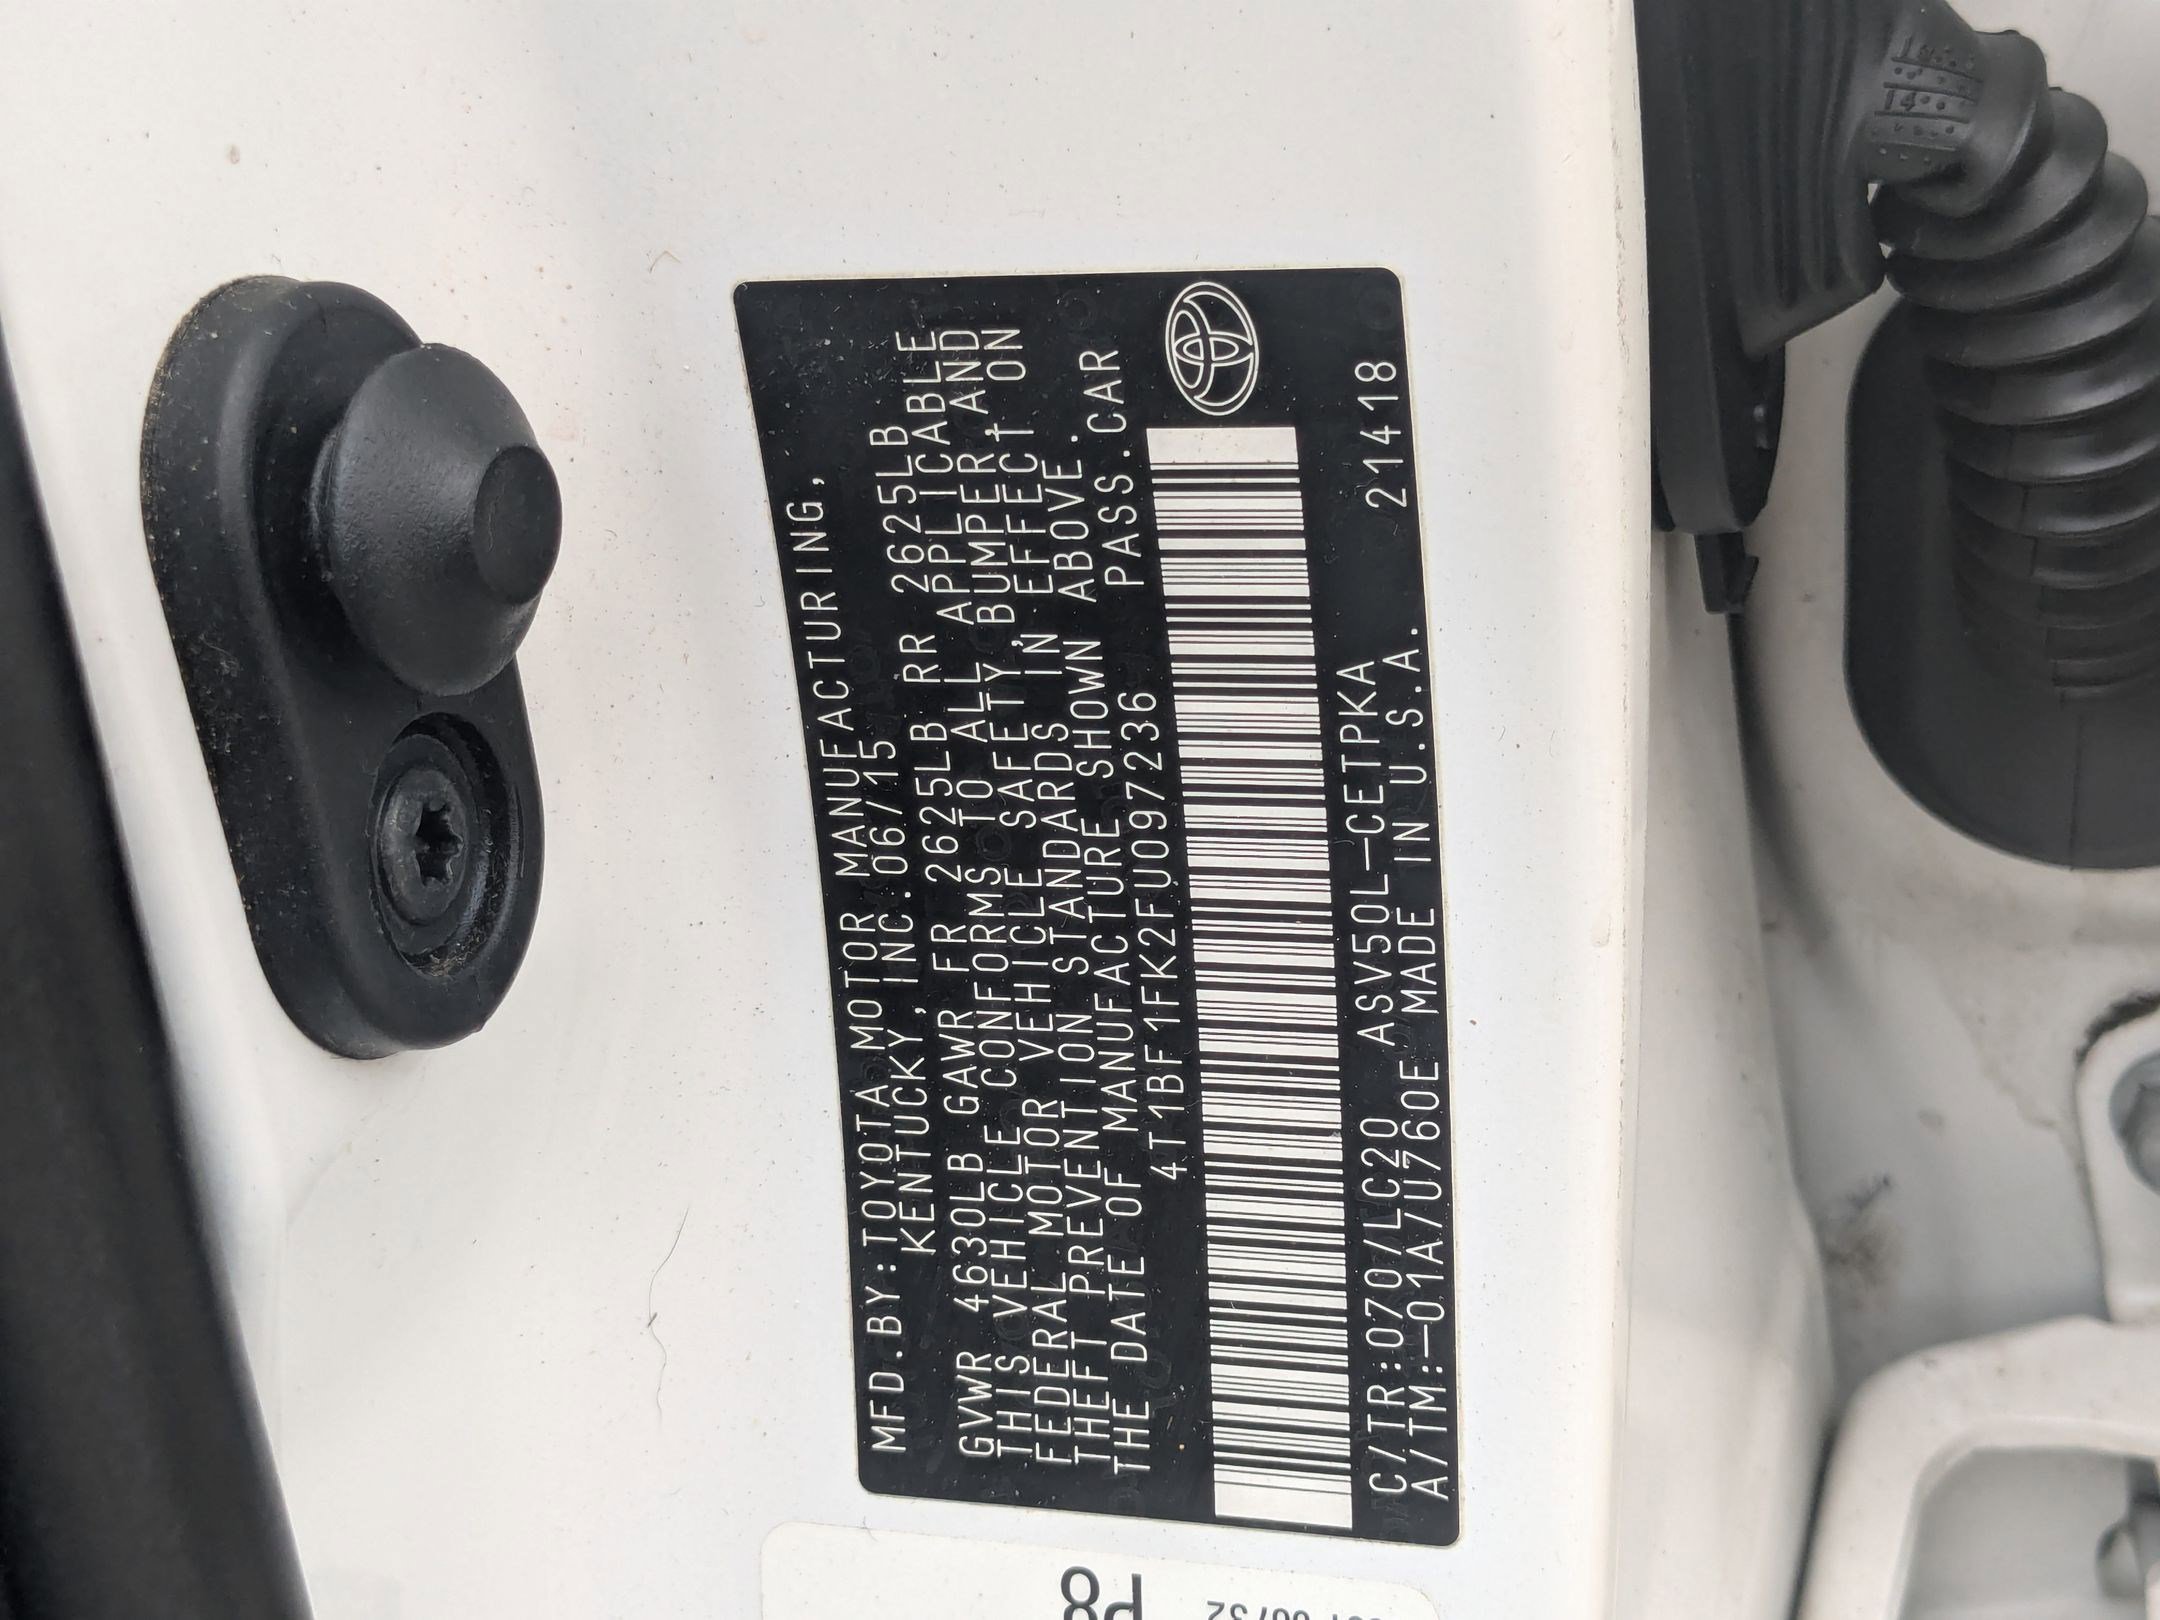 MFD.BY:TOYOTA MOTOR MANUFACTURING,
KENTUCKY, INC. 06/15
GVWR 4630LB GAWR FR 2625LB RR 2625LB
THIS VEHICLE CONFORMS TO ALL APPLICABLE
FEDERAL MOTOR VEHICLE SAFETY, BUMPER, AND
THEFT PREVENTION STANDARDS IN EFFECT ON
THE DATE OF MANUFACTURE SHOWN ABOVE.
4T1BF1FK2FU097236 PASS.CAR
C/TR:070/LC20 ASV50L-CETPKA
A/TM:-01A/U760E MADE IN U.S.A. 21418
P8
14